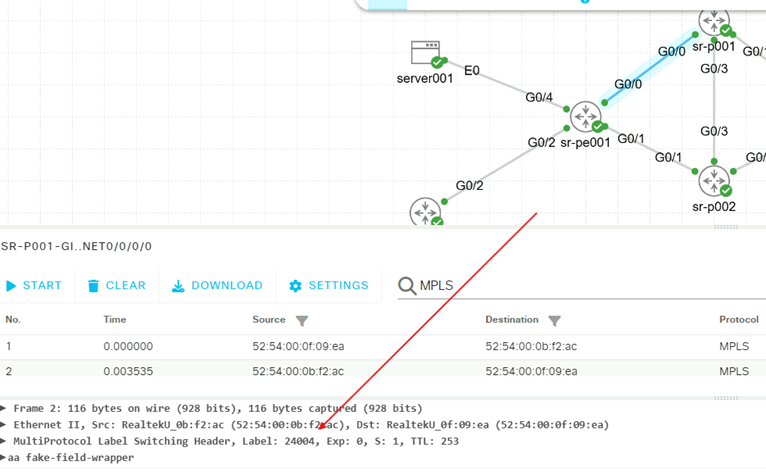 sr-p001
server001
E0
G0/0
G0/0
G0/3
G0/4
G0/2
sr-pe001
G0/1
G0/3
G0/1
G0/2
sr-p002
SR-P001-GI..NET0/0/0/0
START CLEAR DOWNLOAD SETTINGS MPLS
No. Time Source Destination Protocol
1 0.000000 52:54:00:0f:09:ea 52:54:00:0b:f2:ac MPLS
2 0.003535 52:54:00:0b:f2:ac 52:54:00:0f:09:ea MPLS
Frame 2: 116 bytes on wire (928 bits), 116 bytes captured (928 bits)
Ethernet II, Src: RealtekU_0b:f2:ac (52:54:00:0b:f2:ac), Dst: RealtekU_0f:09:ea (52:54:00:0f:09:ea)
MultiProtocol Label Switching Header, Label: 24004, Exp: 0, S: 1, TTL: 253
aa fake-field-wrapper